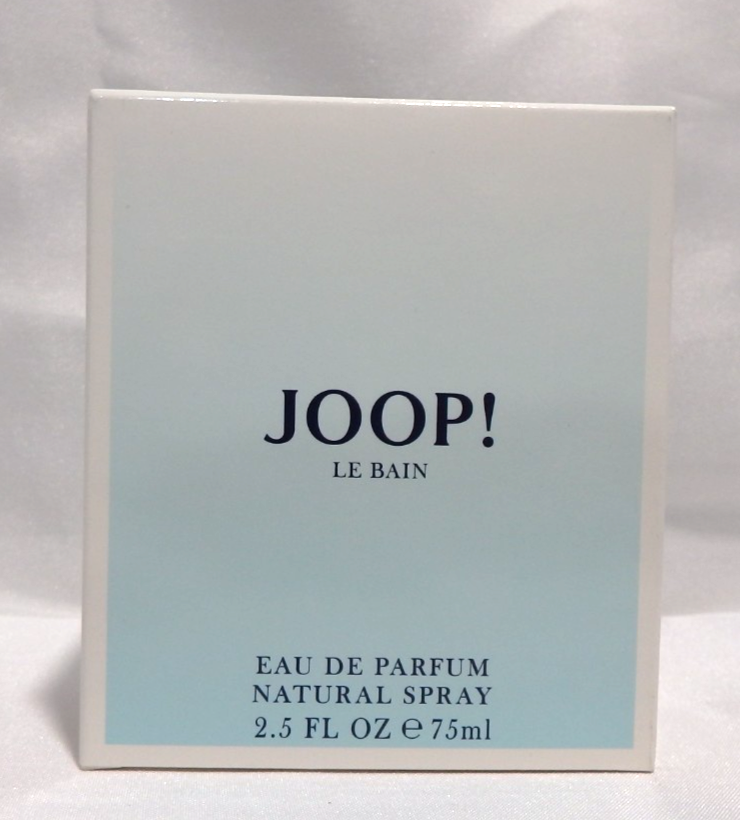 JOOP!
LE BAIN
EAU DE PARFUM
NATURAL SPRAY
2.5 FL OZ ℮ 75ml